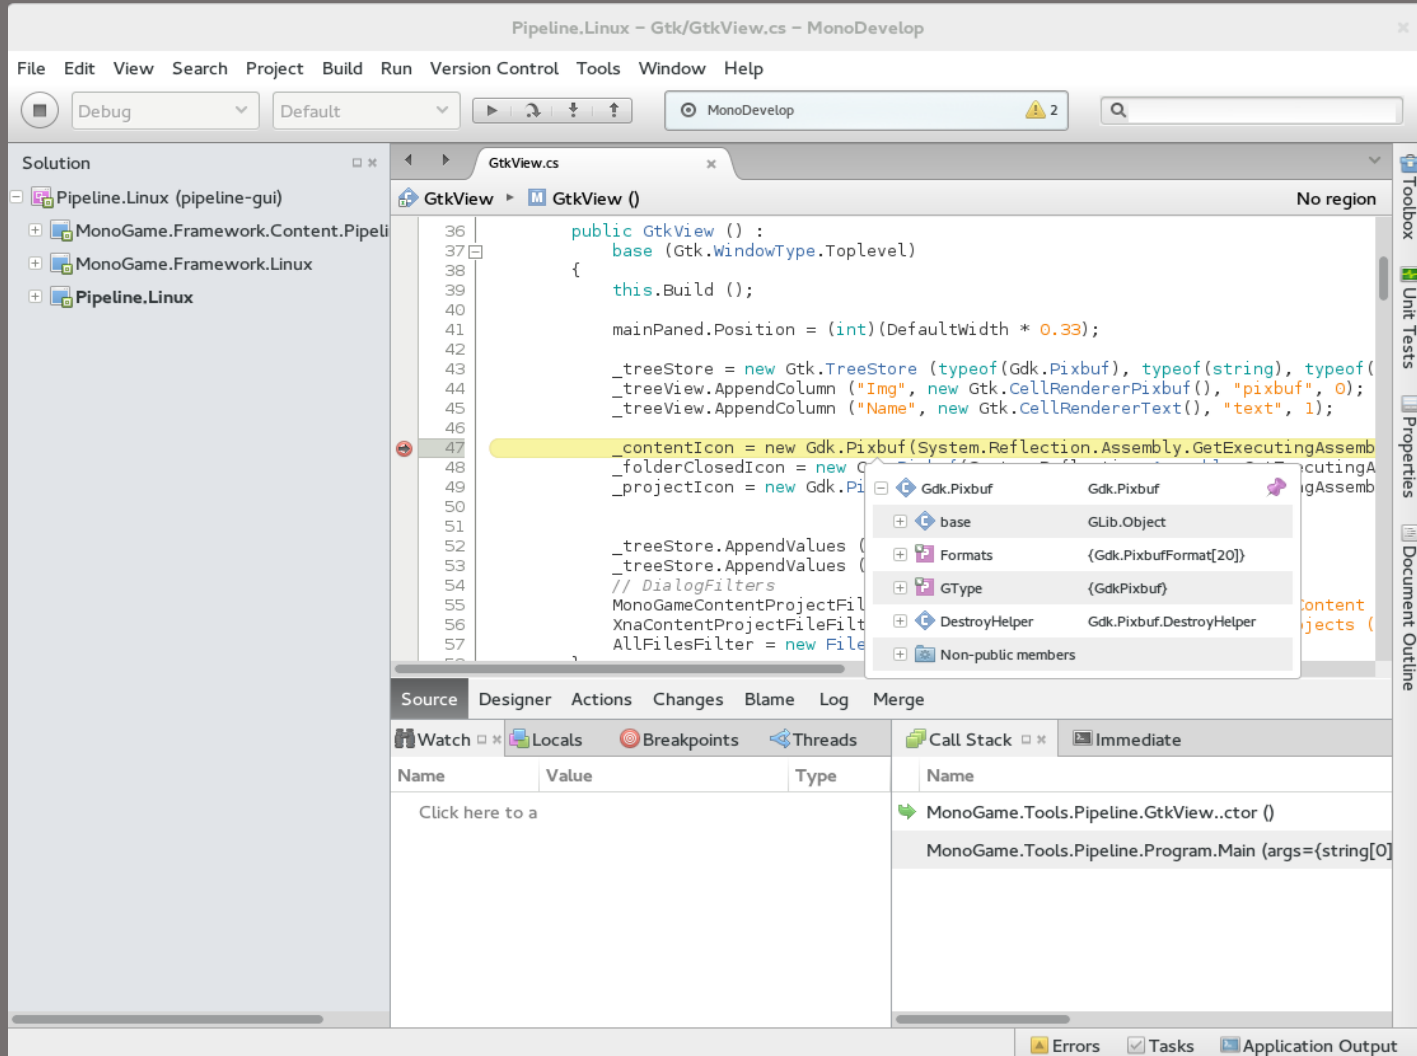 Pipeline.Linux – Gtk/GtkView.cs – MonoDevelop
File Edit View Search Project Build Run Version Control Tools Window Help
Debug Default MonoDevelop 2
Solution
Pipeline.Linux (pipeline-gui)
MonoGame.Framework.Content.Pipeli
MonoGame.Framework.Linux
Pipeline.Linux
GtkView.cs
GtkView GtkView () No region
36 public GtkView () :
37 base (Gtk.WindowType.Toplevel)
38 {
39 this.Build ();
40
41 mainPaned.Position = (int)(DefaultWidth * 0.33);
42
43 _treeStore = new Gtk.TreeStore (typeof(Gdk.Pixbuf), typeof(string), typeof(
44 _treeView.AppendColumn ("Img", new Gtk.CellRendererPixbuf(), "pixbuf", 0);
45 _treeView.AppendColumn ("Name", new Gtk.CellRendererText(), "text", 1);
46
47 _contentIcon = new Gdk.Pixbuf(System.Reflection.Assembly.GetExecutingAssemb
48 _folderClosedIcon = new
49 _projectIcon = new Gdk.Pi ngAssemb
50
51
52 _treeStore.AppendValues (
53 _treeStore.AppendValues (
54 // DialogFilters
55 MonoGameContentProjectFil Content
56 XnaContentProjectFileFilt jects (
57 AllFilesFilter = new File
Gdk.Pixbuf Gdk.Pixbuf
base GLib.Object
Formats {Gdk.PixbufFormat[20]}
GType {GdkPixbuf}
DestroyHelper Gdk.Pixbuf.DestroyHelper
Non-public members
Source Designer Actions Changes Blame Log Merge
Watch Locals Breakpoints Threads
Name Value Type
Click here to a
Call Stack Immediate
Name
MonoGame.Tools.Pipeline.GtkView..ctor ()
MonoGame.Tools.Pipeline.Program.Main (args={string[0]
Toolbox
Unit Tests
Properties
Document Outline
Errors Tasks Application Output